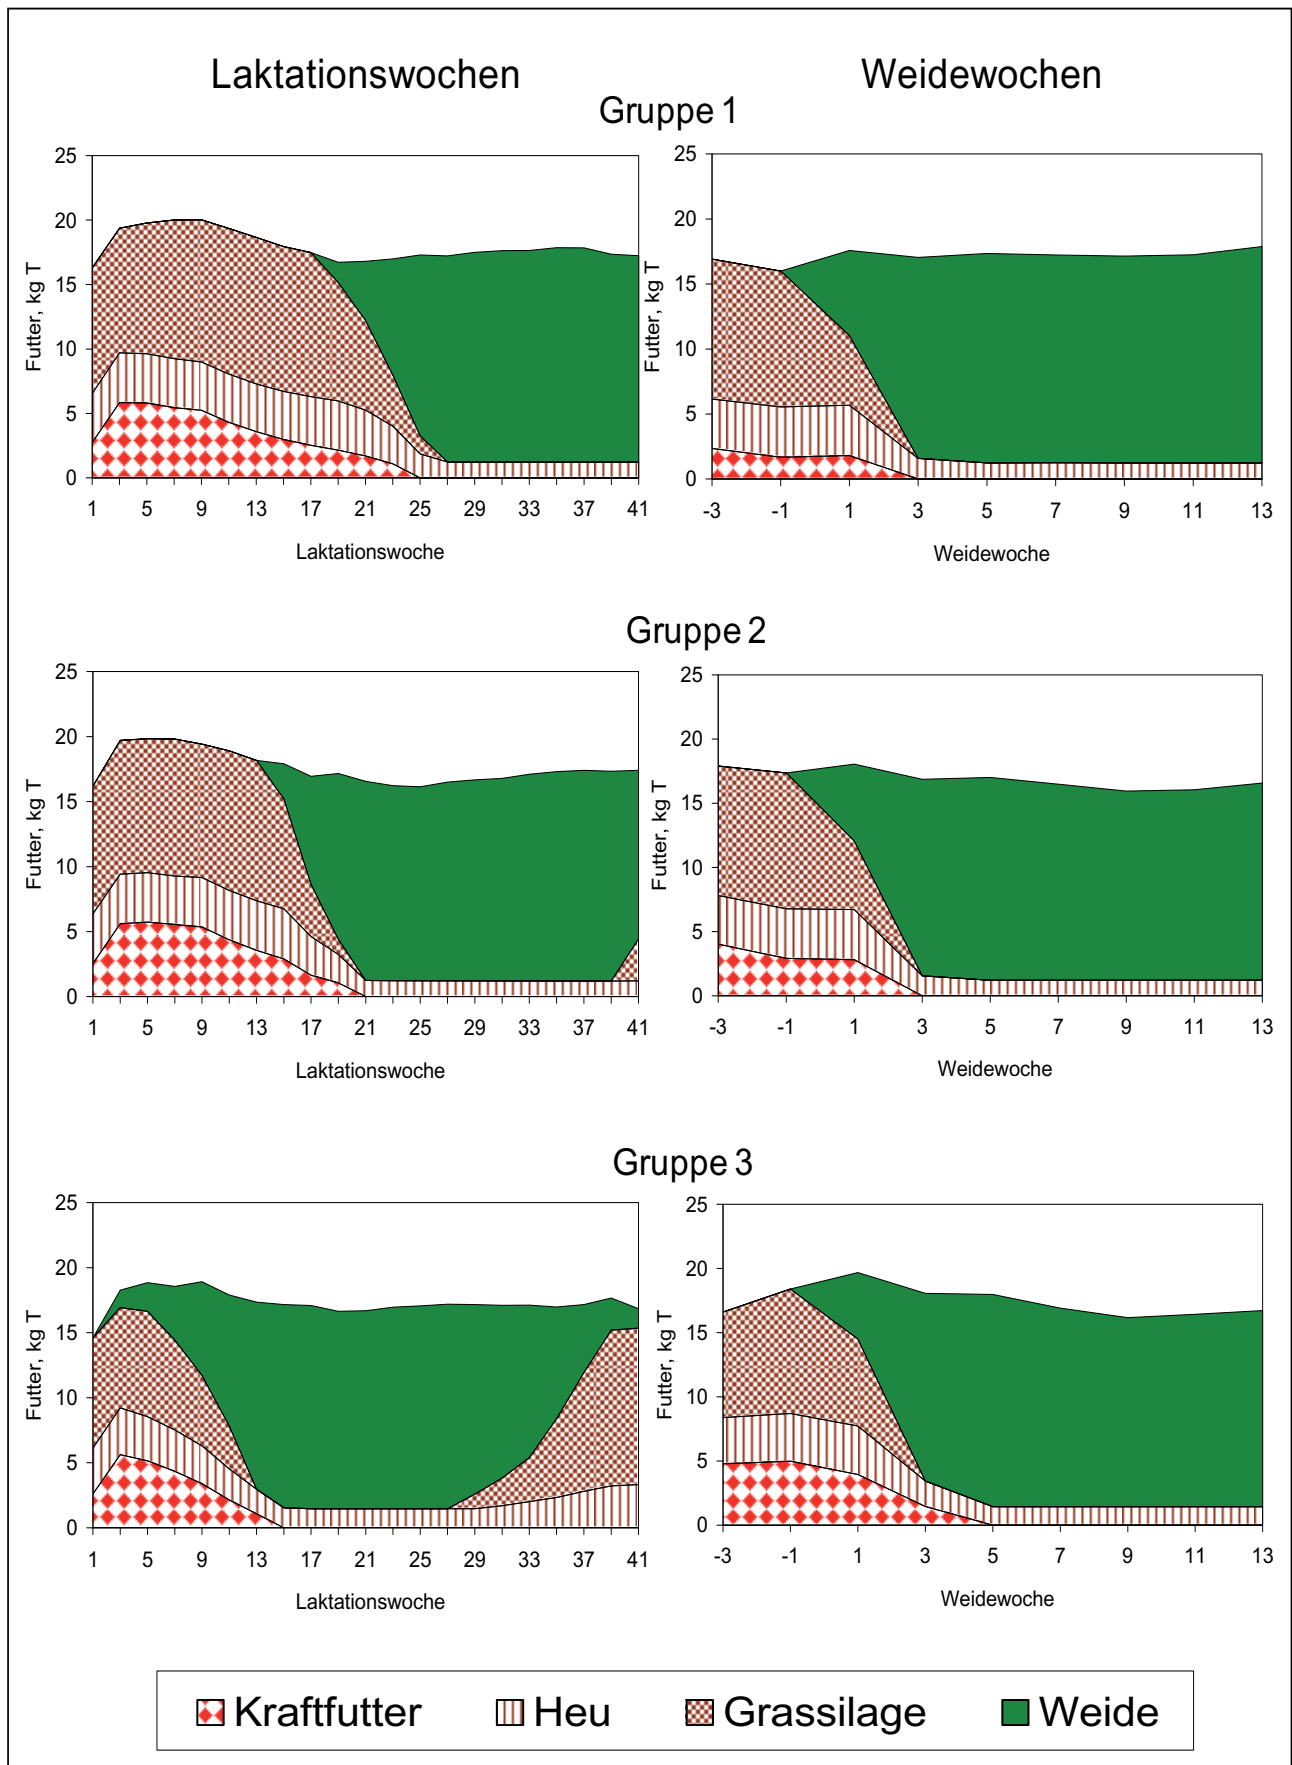 Laktationswochen Weidewochen
Gruppe 1
25
20
15
10
5
0
Futter, kg T
1 5 9 13 17 21 25 29 33 37 41
Laktationswoche
25
20
15
10
5
0
Futter, kg T
-3 -1 1 3 5 7 9 11 13
Weidewoche
Gruppe 2
25
20
15
10
5
0
Futter, kg T
1 5 9 13 17 21 25 29 33 37 41
Laktationswoche
25
20
15
10
5
0
Futter, kg T
-3 -1 1 3 5 7 9 11 13
Weidewoche
Gruppe 3
25
20
15
10
5
0
Futter, kg T
1 5 9 13 17 21 25 29 33 37 41
Laktationswoche
25
20
15
10
5
0
Futter, kg T
-3 -1 1 3 5 7 9 11 13
Weidewoche
Kraftfutter Heu Grassilage Weide